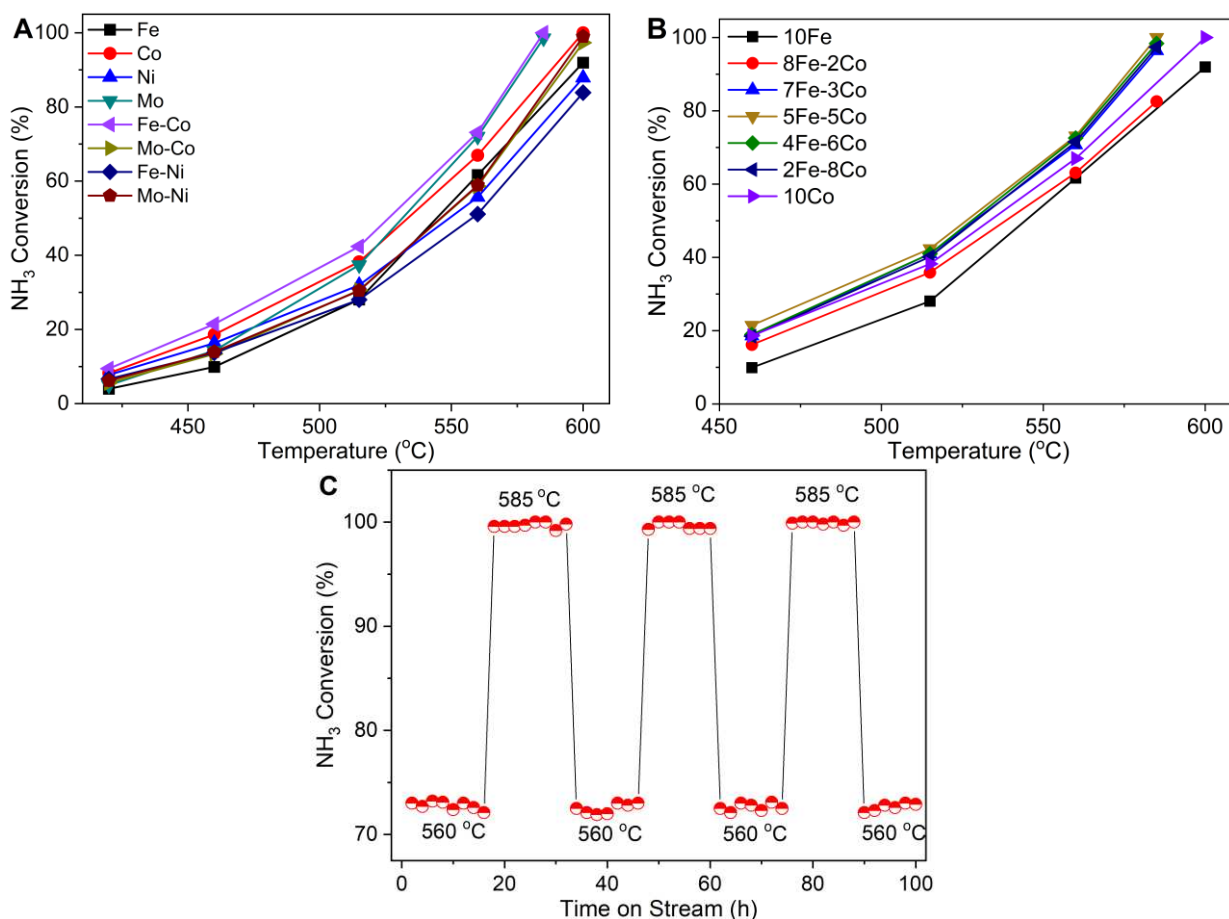 A
NH₃ Conversion (%)
100
80
60
40
20
0
Fe
Co
Ni
Mo
Fe-Co
Mo-Co
Fe-Ni
Mo-Ni
450
500
550
600
Temperature (°C)
B
NH₃ Conversion (%)
100
80
60
40
20
0
10Fe
8Fe-2Co
7Fe-3Co
5Fe-5Co
4Fe-6Co
2Fe-8Co
10Co
450
500
550
600
Temperature (°C)
C
NH₃ Conversion (%)
100
90
80
70
585 °C
585 °C
585 °C
560 °C
560 °C
560 °C
560 °C
0
20
40
60
80
100
Time on Stream (h)